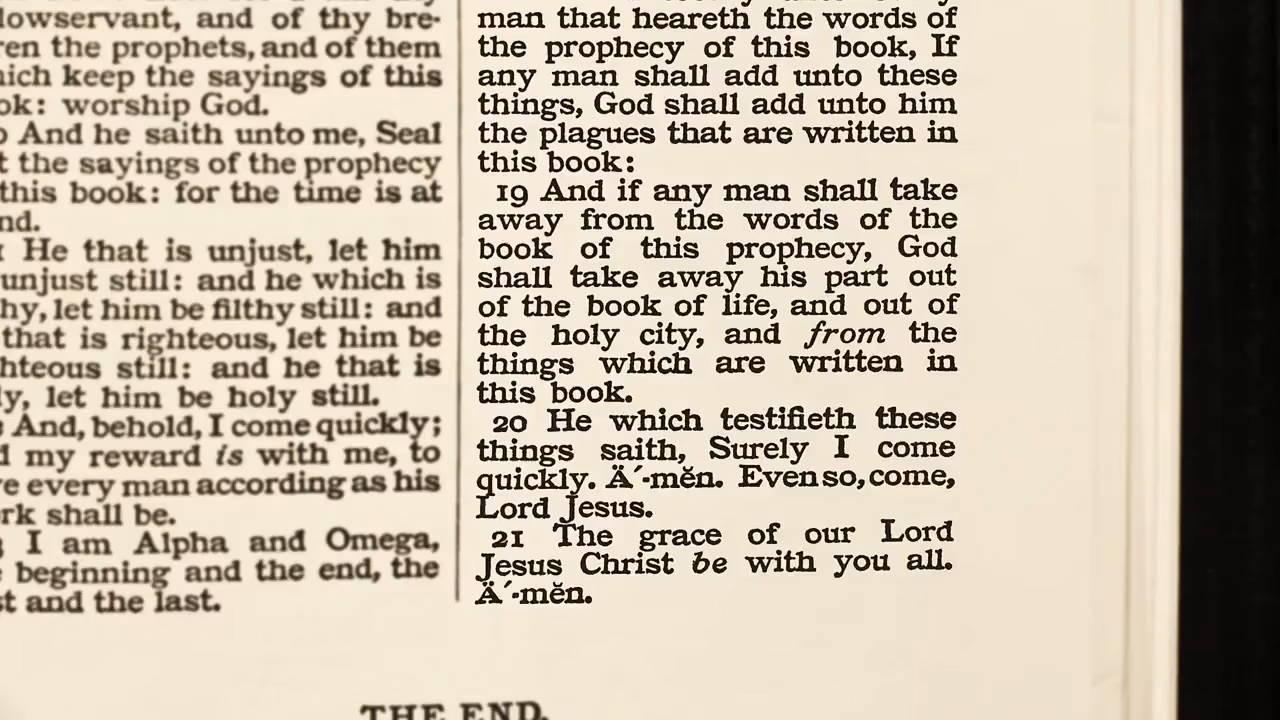 and of thy bre-
the prophets, and of them
keep the sayings of this
worship God.
And he saith unto me, Seal
the sayings of the prophecy
this book: for the time is at
He that is unjust, let him
unjust still: and he which is
let him be filthy still: and
that is righteous, let him be
still: and he that is
let him be holy still.
And, behold, I come quickly;
my reward is with me, to
every man according as his
shall be.
I am Alpha and Omega,
beginning and the end, the
and the last.
man that heareth the words of
the prophecy of this book, If
any man shall add unto these
things, God shall add unto him
the plagues that are written in
this book:
19 And if any man shall take
away from the words of the
book of this prophecy, God
shall take away his part out
of the book of life, and out of
the holy city, and from the
things which are written in
this book.
20 He which testifieth these
things saith, Surely I come
quickly. Ä´-mĕn. Even so, come,
Lord Jesus.
21 The grace of our Lord
Jesus Christ be with you all.
Ä´-mĕn.
THE END.